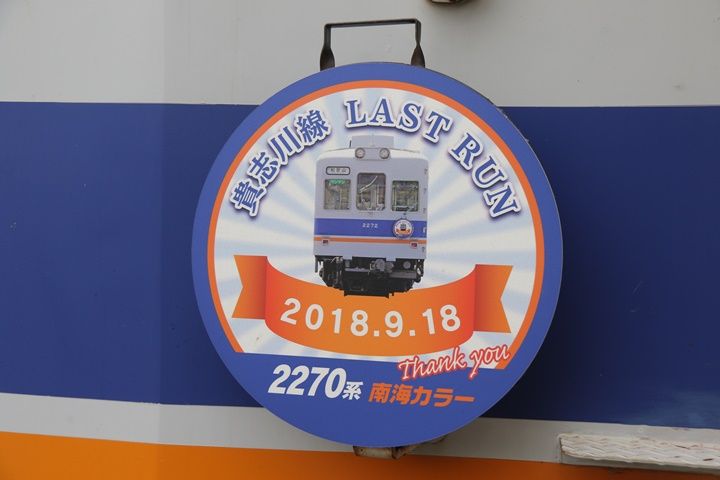 貴志川線 LAST RUN
2272
2018.9.18
Thank you
2270系 南海カラー